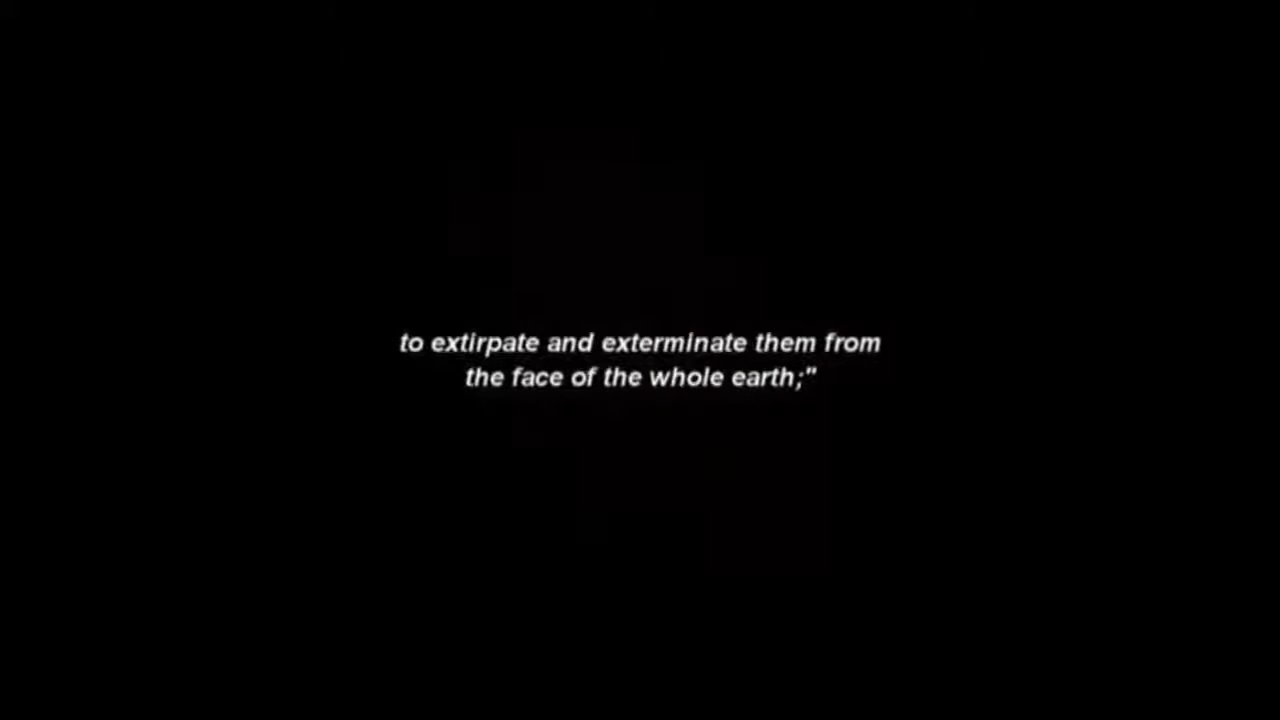 to extirpate and exterminate them from
the face of the whole earth;"